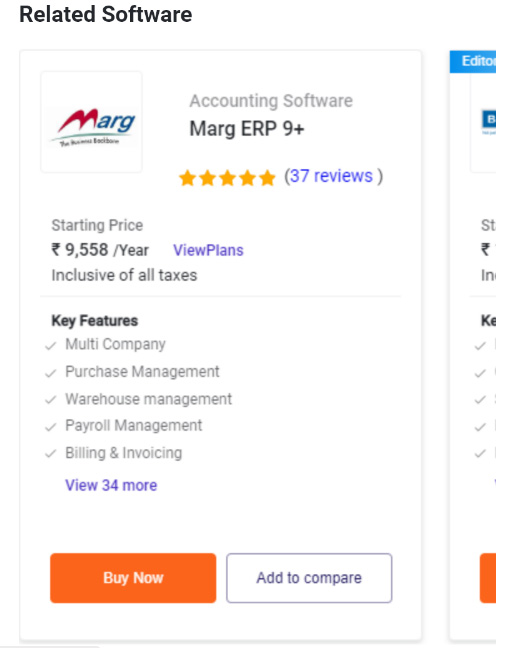 Related Software
Marg
The Business Backbone
Accounting Software
Marg ERP 9+
(37 reviews )
Starting Price
₹ 9,558 /Year ViewPlans
Inclusive of all taxes
Key Features
Multi Company
Purchase Management
Warehouse management
Payroll Management
Billing & Invoicing
View 34 more
Buy Now
Add to compare
Editor
B
St
₹
In
Ke